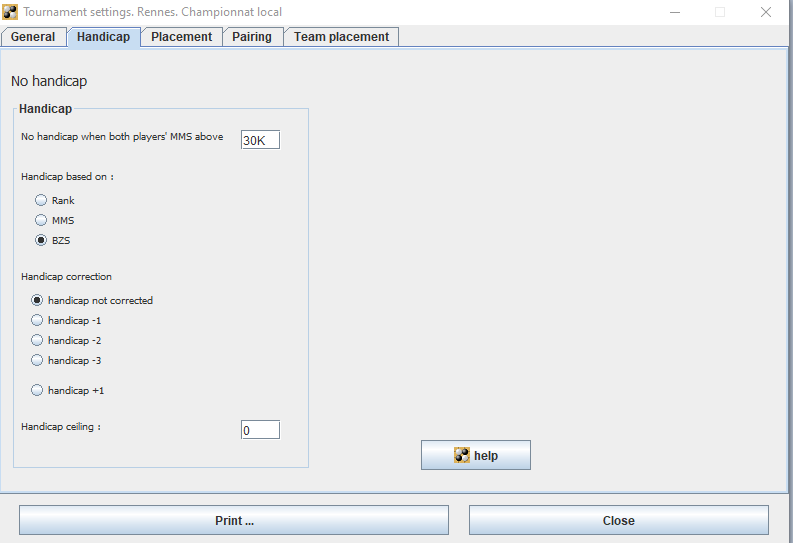 Tournament settings. Rennes. Championnat local
General Handicap Placement Pairing Team placement
No handicap
Handicap
No handicap when both players' MMS above 30K
Handicap based on :
Rank
MMS
BZS
Handicap correction
handicap not corrected
handicap -1
handicap -2
handicap -3
handicap +1
Handicap ceiling : 0
help
Print ... Close